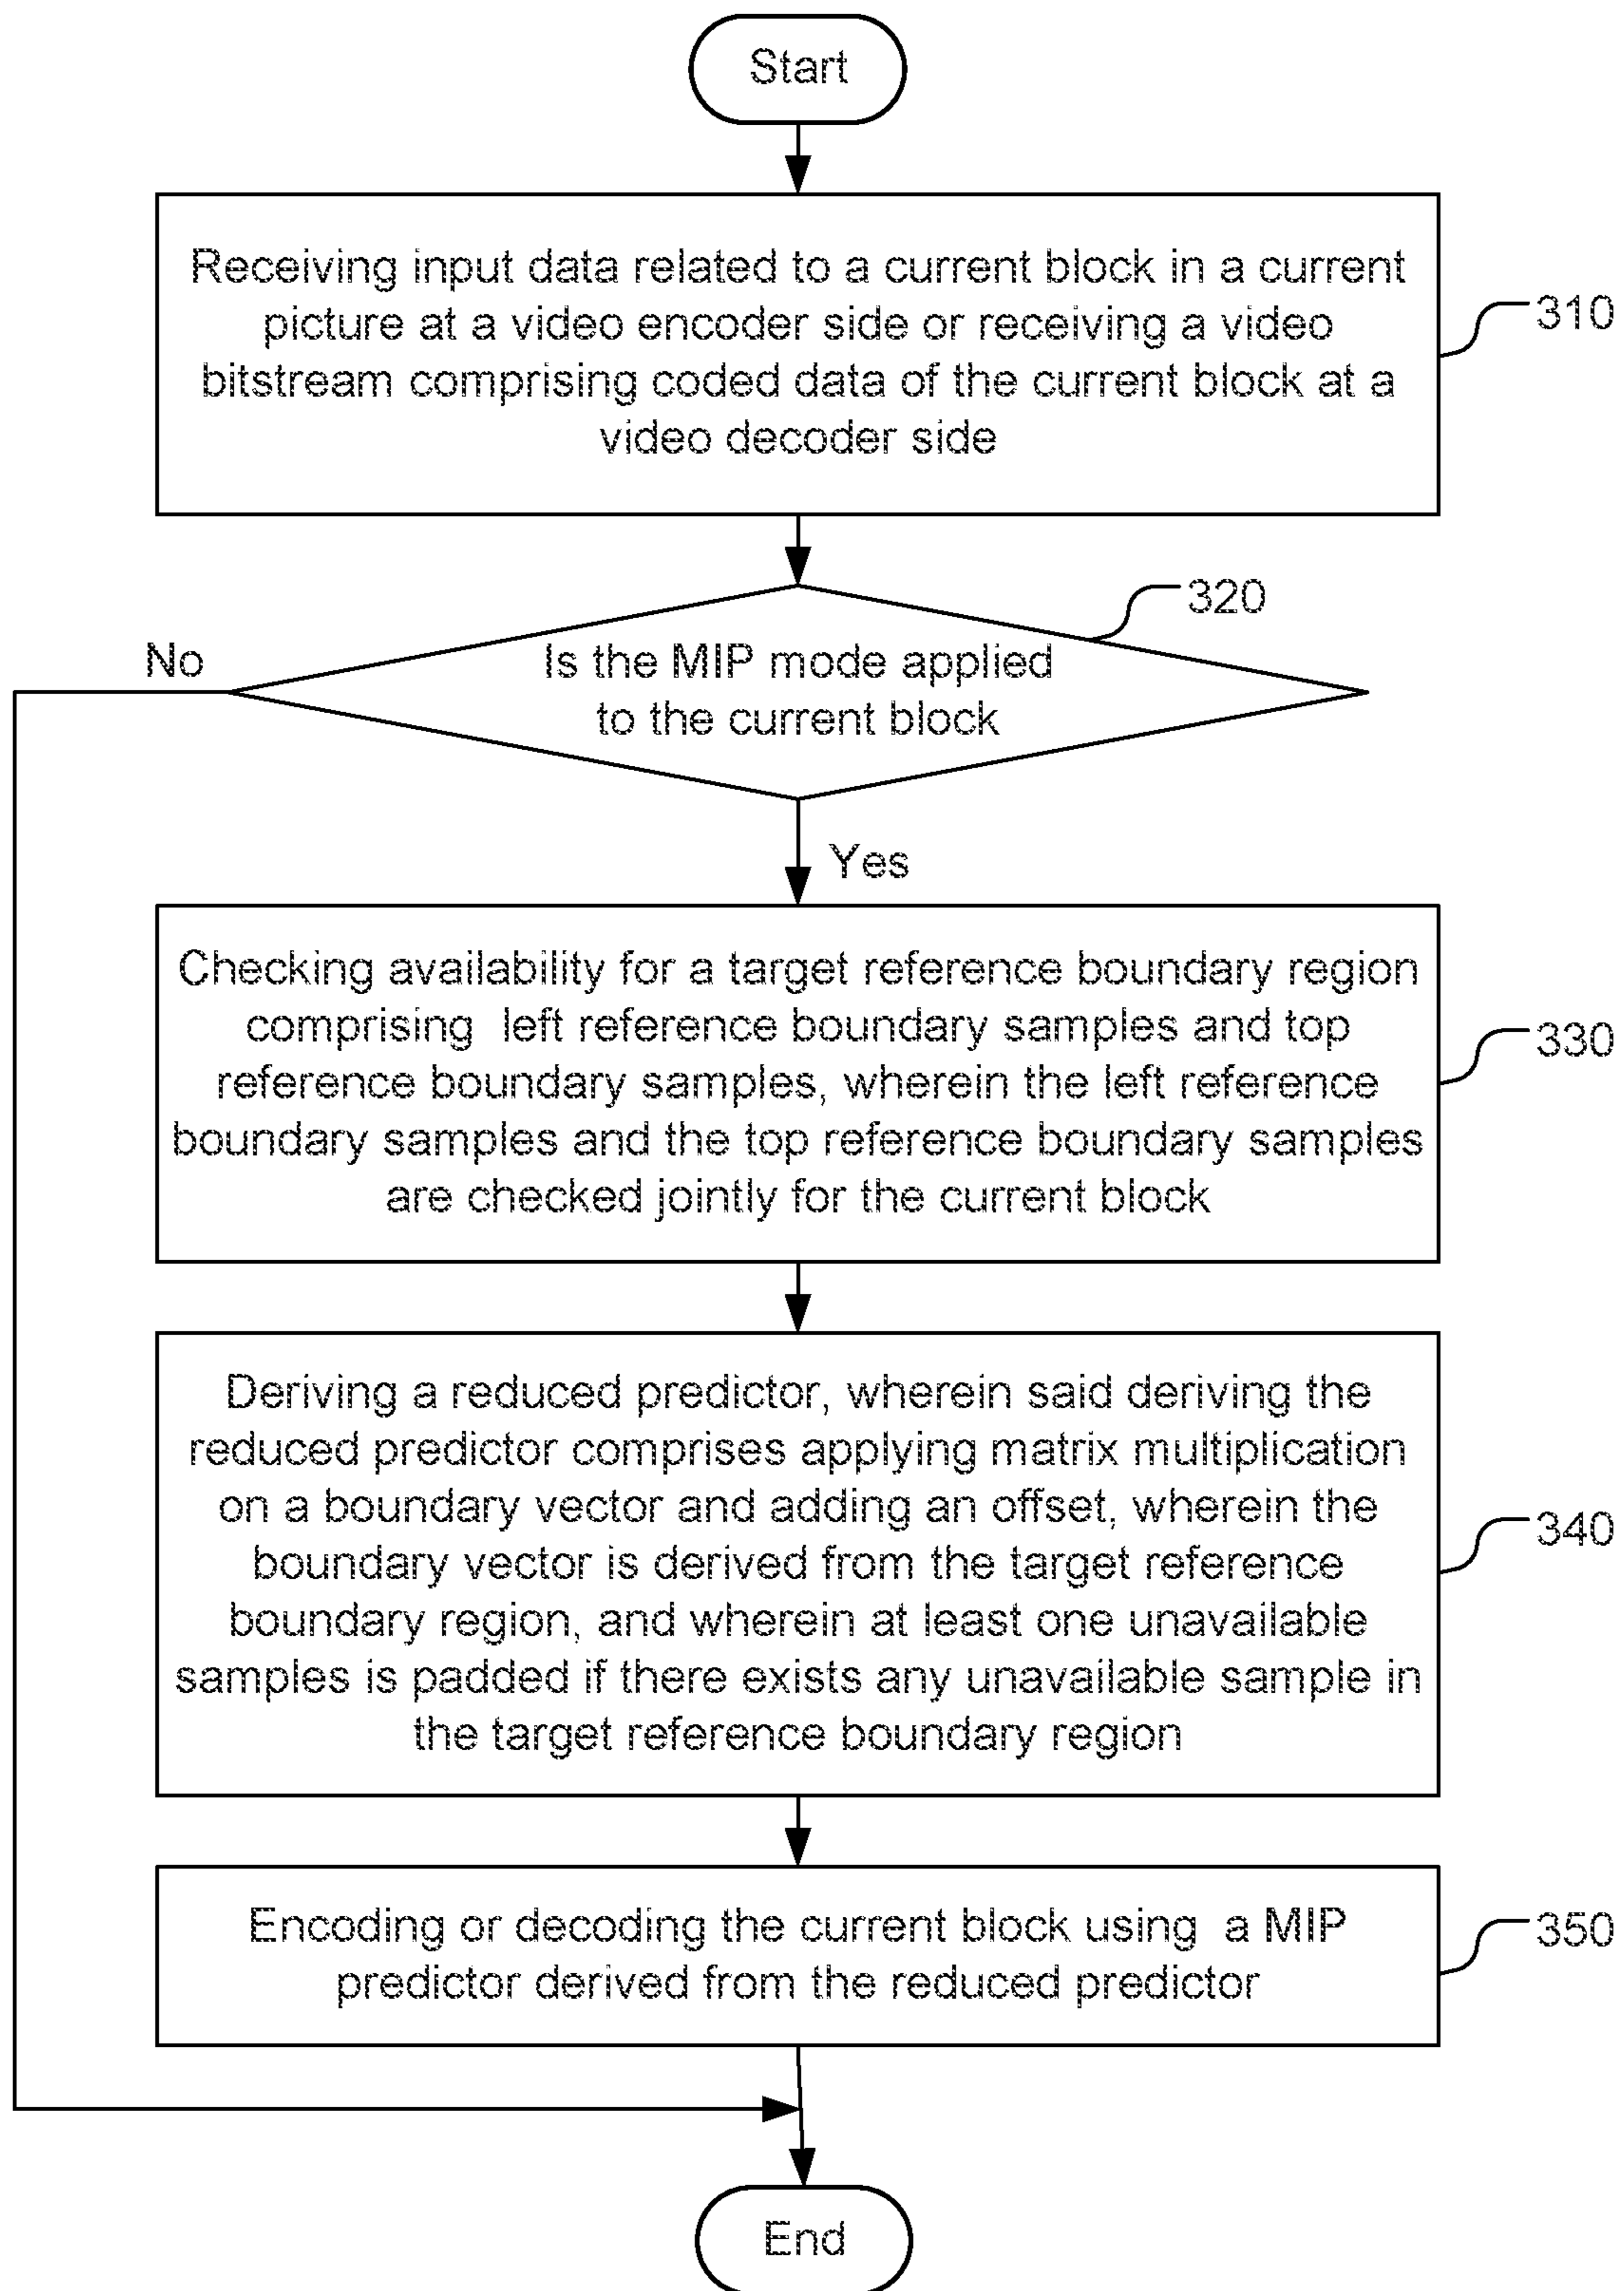 Start
Receiving input data related to a current block in a current
picture at a video encoder side or receiving a video
bitstream comprising coded data of the current block at a
video decoder side
310
320
No
Is the MIP mode applied
to the current block
Yes
Checking availability for a target reference boundary region
comprising left reference boundary samples and top
reference boundary samples, wherein the left reference
boundary samples and the top reference boundary samples
are checked jointly for the current block
330
Deriving a reduced predictor, wherein said deriving the
reduced predictor comprises applying matrix multiplication
on a boundary vector and adding an offset, wherein the
boundary vector is derived from the target reference
boundary region, and wherein at least one unavailable
samples is padded if there exists any unavailable sample in
the target reference boundary region
340
Encoding or decoding the current block using a MIP
predictor derived from the reduced predictor
350
End